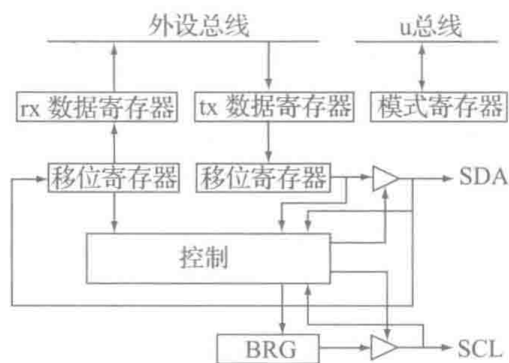 外设总线
u总线
rx 数据寄存器
tx 数据寄存器
模式寄存器
移位寄存器
移位寄存器
SDA
控制
BRG
SCL